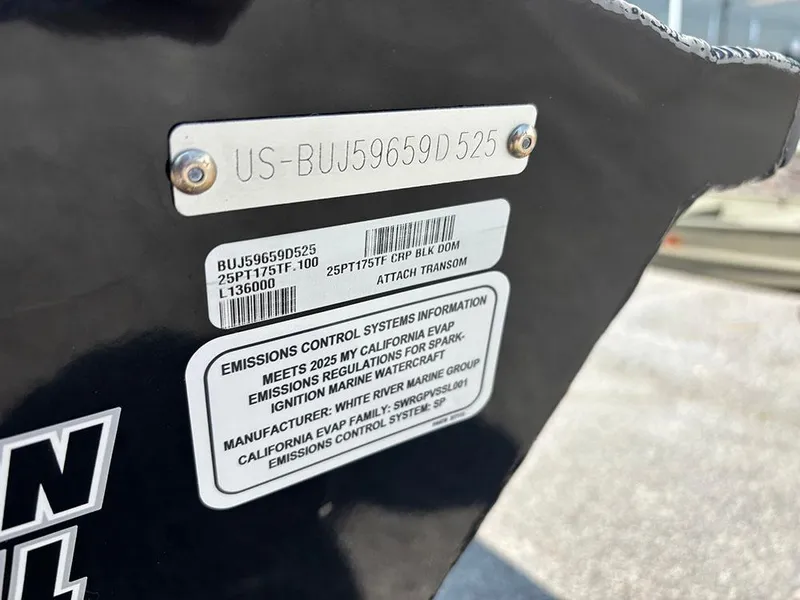 US-BUJ59659D525
BUJ59659D525
25PT175TF.100
L136000
25PT175TF CRP BLK DOM
ATTACH TRANSOM
EMISSIONS CONTROL SYSTEMS INFORMATION
MEETS 2025 MY CALIFORNIA EVAP
EMISSIONS REGULATIONS FOR SPARK-
IGNITION MARINE WATERCRAFT
MANUFACTURER: WHITE RIVER MARINE GROUP
CALIFORNIA EVAP FAMILY: SWRGPVSSL001
EMISSIONS CONTROL SYSTEM: SP
N